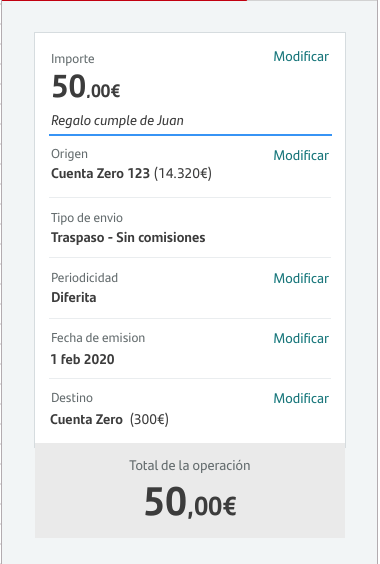 Importe
Modificar
50,00€
Regalo cumple de Juan
Origen
Modificar
Cuenta Zero 123 (14.320€)
Tipo de envio
Traspaso - Sin comisiones
Periodicidad
Modificar
Diferita
Fecha de emision
Modificar
1 feb 2020
Destino
Modificar
Cuenta Zero (300€)
Total de la operación
50,00€